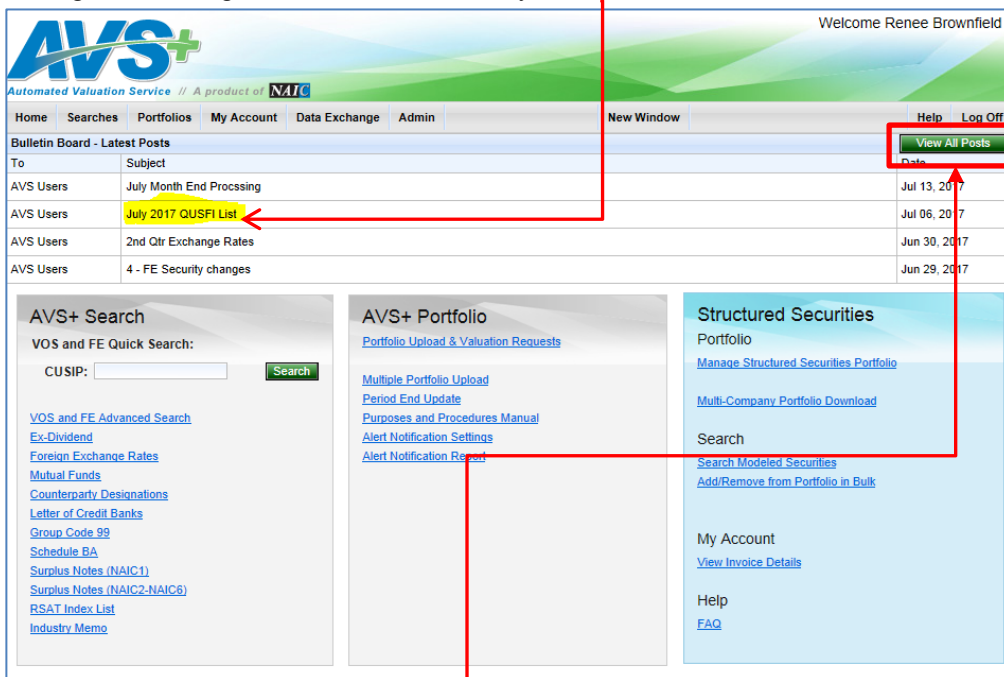 Welcome Renee Brownfield
AVS+
Automated Valuation Service // A product of NAIC
Home Searches Portfolios My Account Data Exchange Admin New Window Help Log Off
Bulletin Board - Latest Posts View All Posts
To Subject Date
AVS Users July Month End Procssing Jul 13, 2017
AVS Users July 2017 QUSFI List Jul 06, 2017
AVS Users 2nd Qtr Exchange Rates Jun 30, 2017
AVS Users 4 - FE Security changes Jun 29, 2017
AVS+ Search
VOS and FE Quick Search:
CUSIP: Search
VOS and FE Advanced Search
Ex-Dividend
Foreign Exchange Rates
Mutual Funds
Counterparty Designations
Letter of Credit Banks
Group Code 99
Schedule BA
Surplus Notes (NAIC1)
Surplus Notes (NAIC2-NAIC6)
RSAT Index List
Industry Memo
AVS+ Portfolio
Portfolio Upload & Valuation Requests
Multiple Portfolio Upload
Period End Update
Purposes and Procedures Manual
Alert Notification Settings
Alert Notification Report
Structured Securities
Portfolio
Manage Structured Securities Portfolio
Multi-Company Portfolio Download
Search
Search Modeled Securities
Add/Remove from Portfolio in Bulk
My Account
View Invoice Details
Help
FAQ